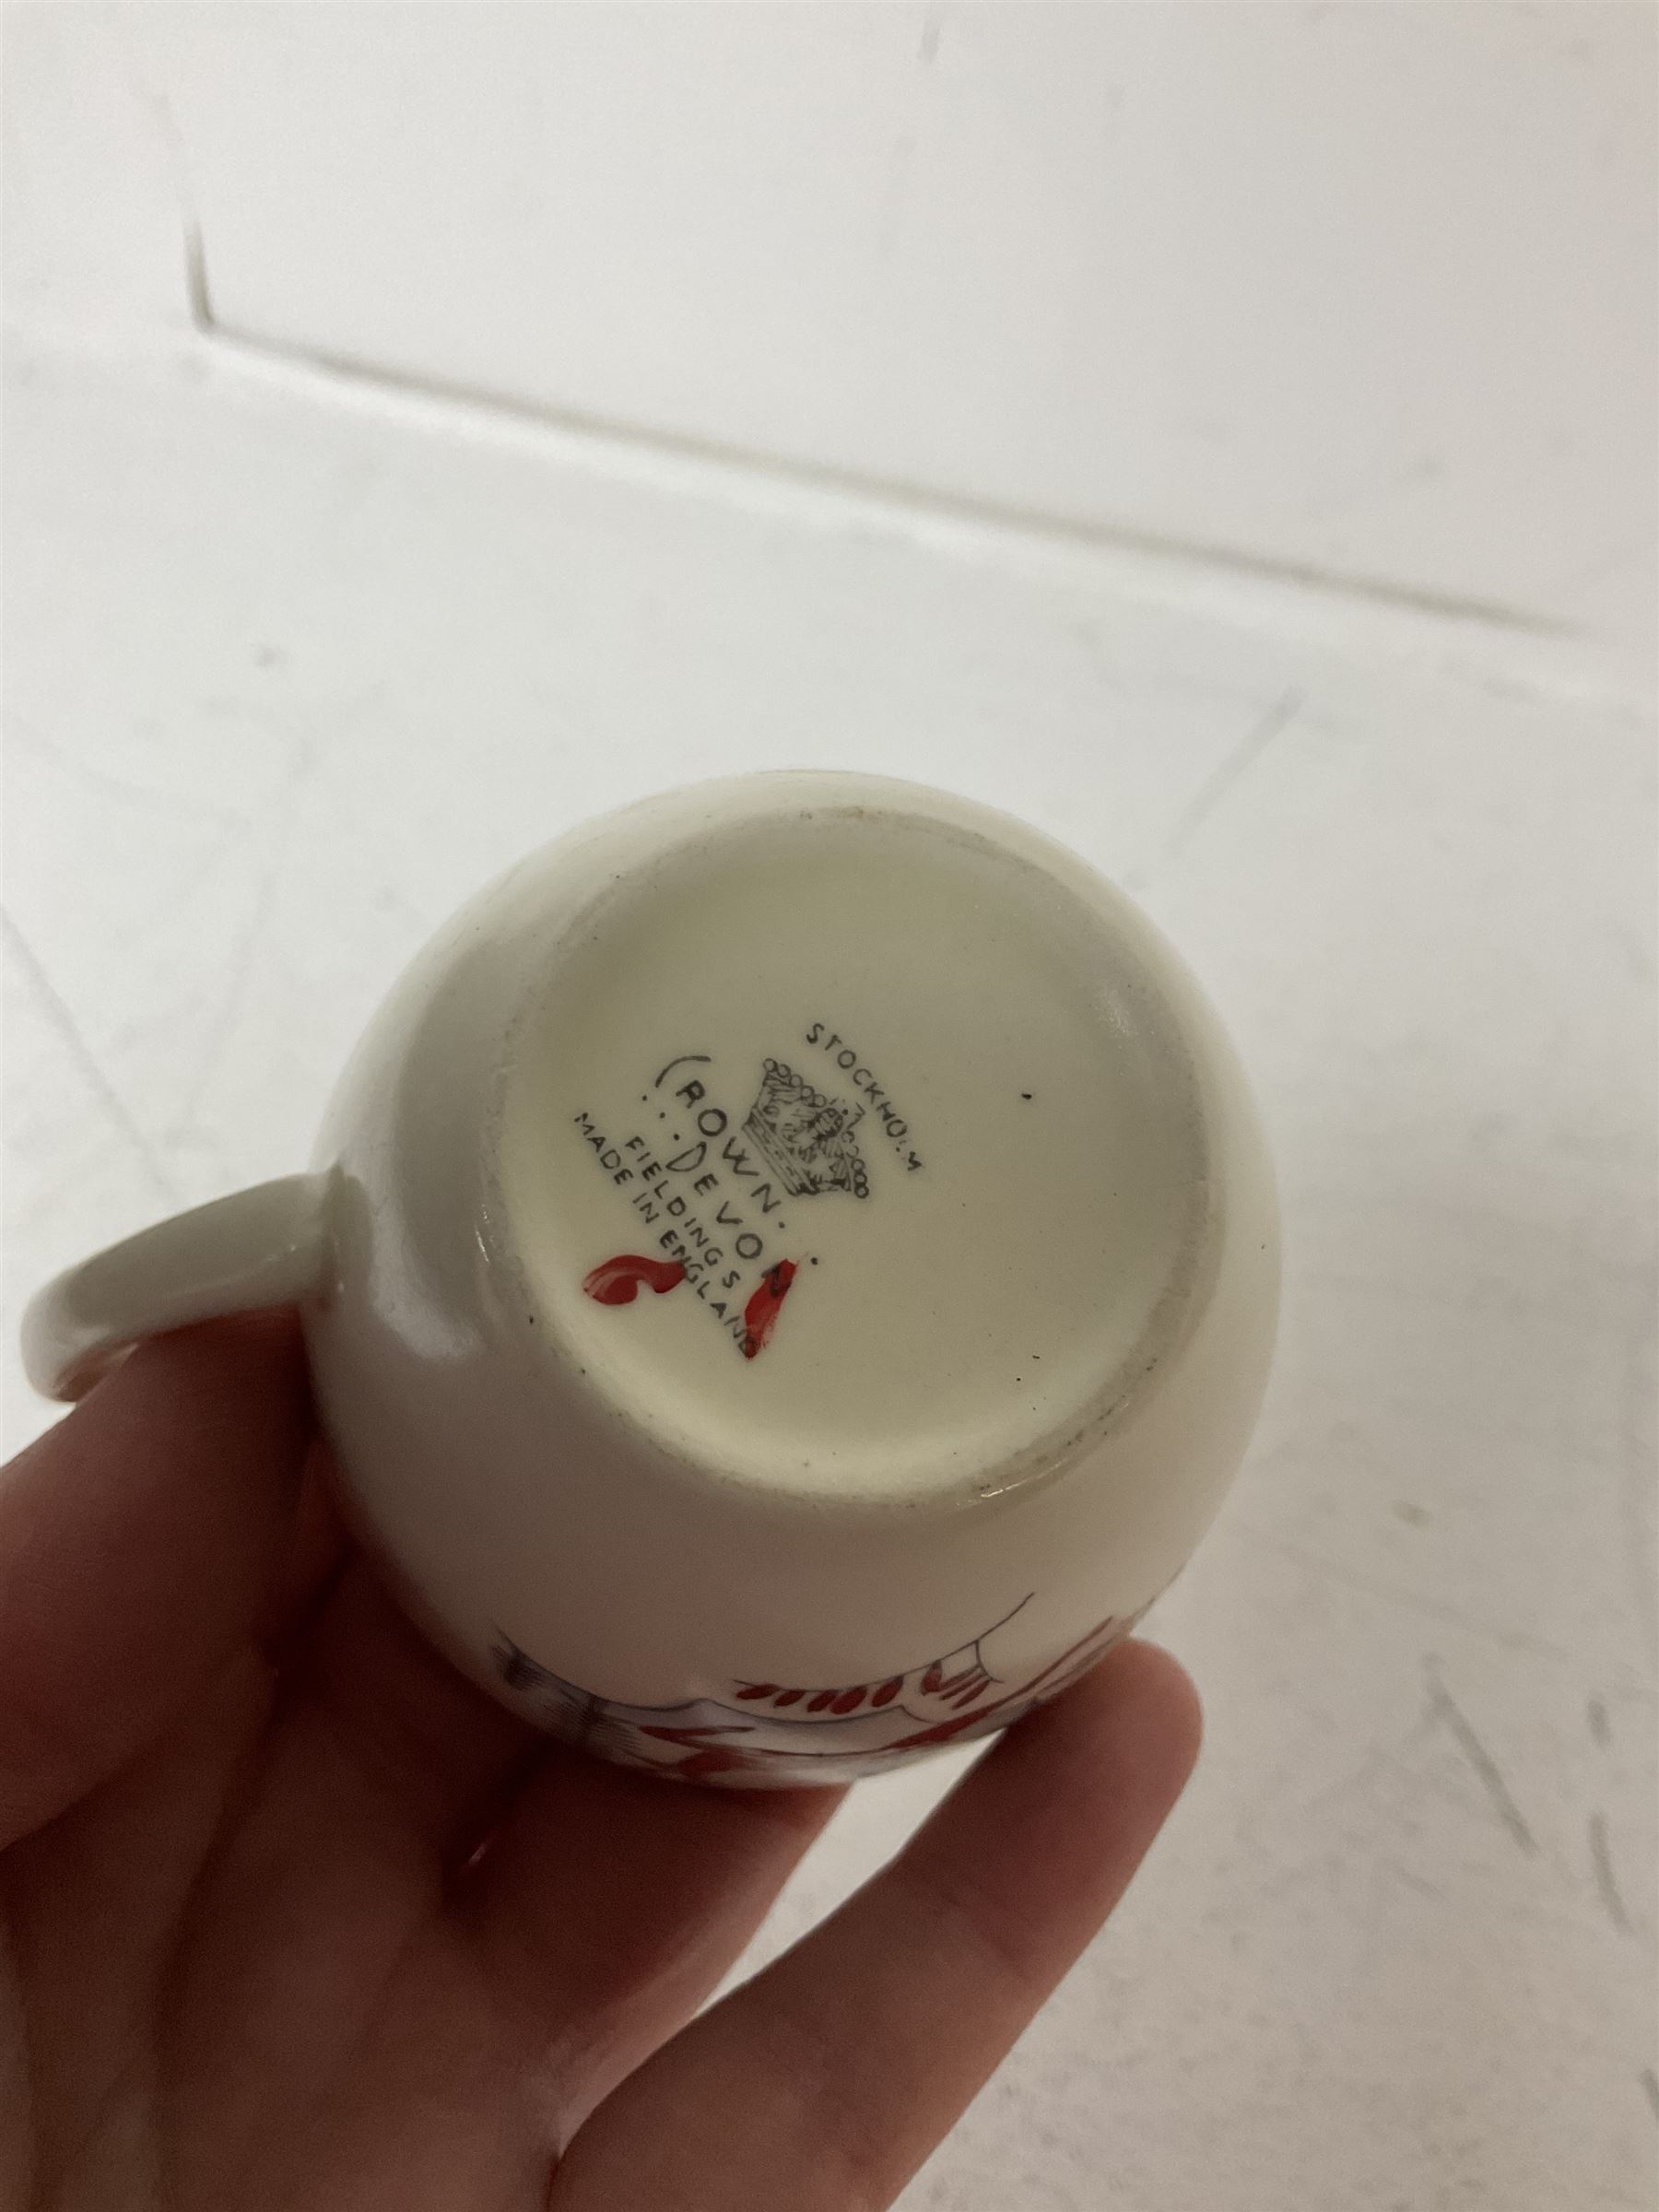 STOCKHOLM
CROWN.
...DEVON.
FIELDINGS
MADE IN ENGLAND